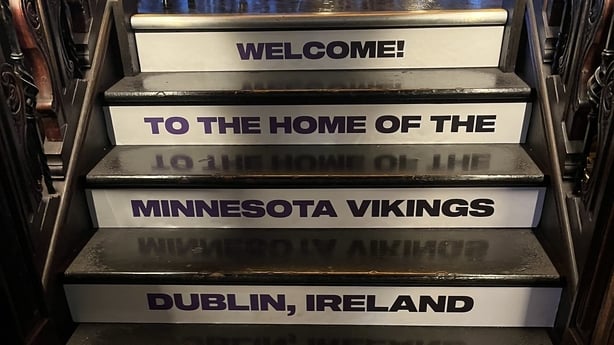 WELCOME!
TO THE HOME OF THE
MINNESOTA VIKINGS
DUBLIN, IRELAND